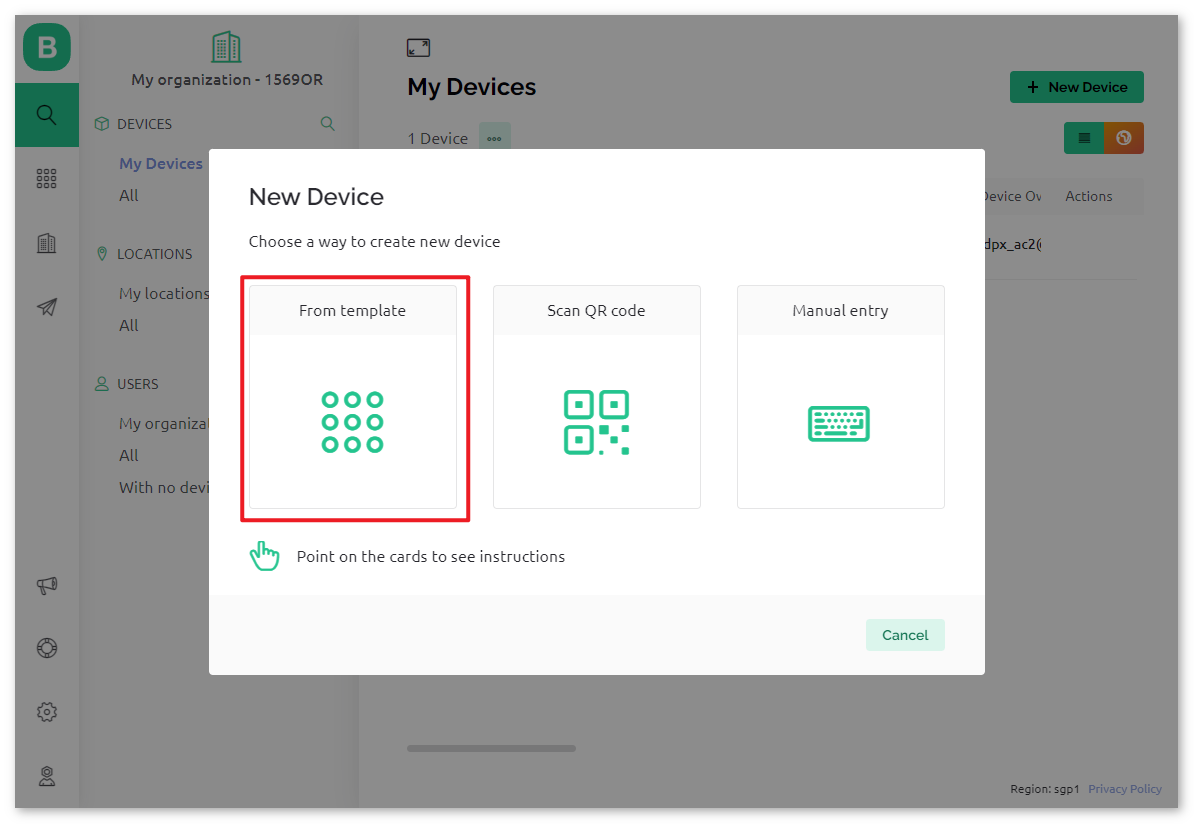 B
My organization - 1569OR
DEVICES
My Devices
All
LOCATIONS
My locations
All
USERS
My organizat
All
With no devi
My Devices
+ New Device
1 Device
Device Ov
Actions
dpx_ac2(
New Device
Choose a way to create new device
From template
Scan QR code
Manual entry
Point on the cards to see instructions
Cancel
Region: sgp1 Privacy Policy